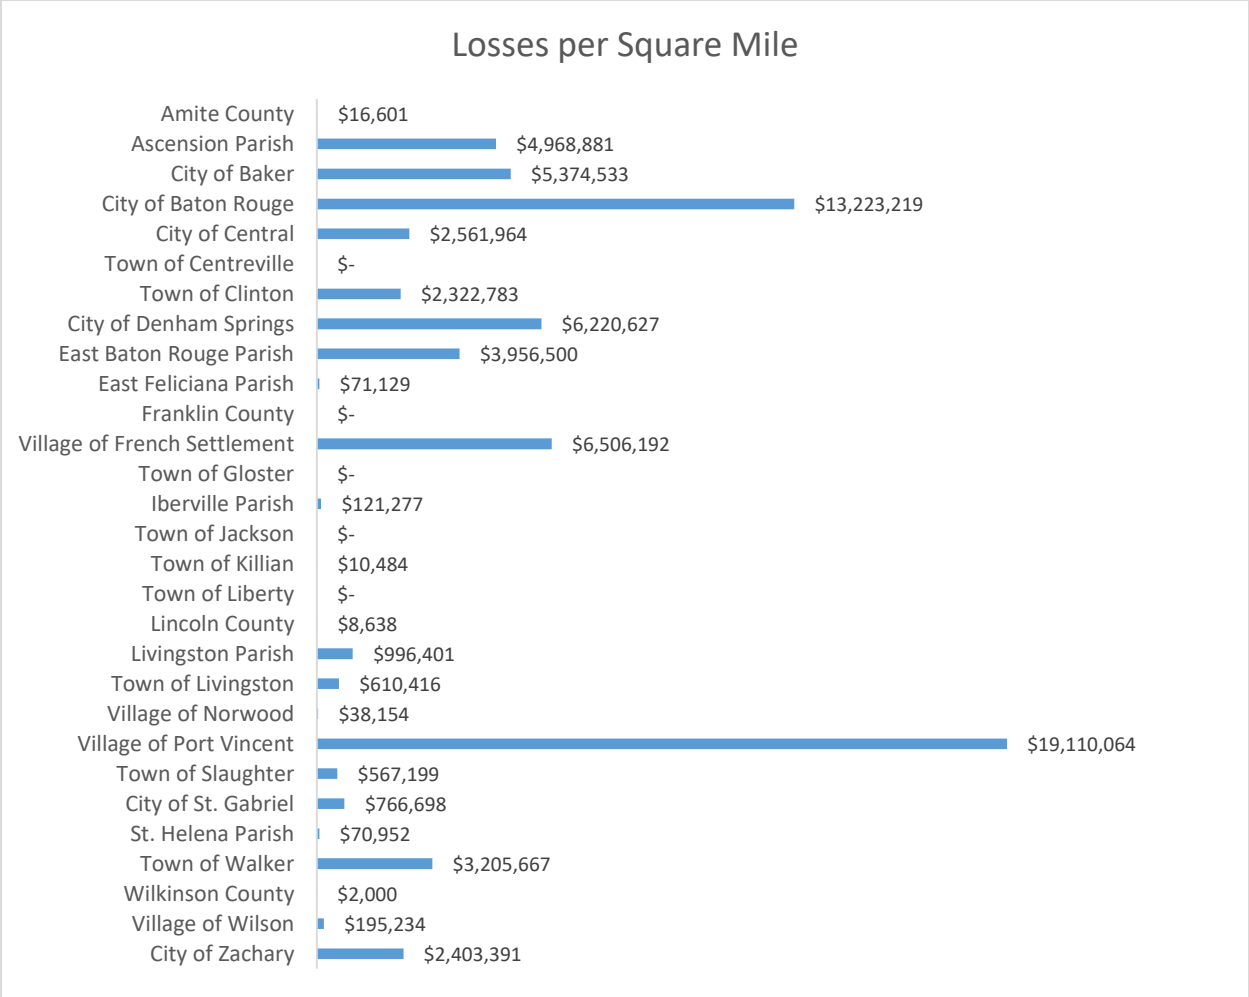 Losses per Square Mile
Amite County $16,601
Ascension Parish $4,968,881
City of Baker $5,374,533
City of Baton Rouge $13,223,219
City of Central $2,561,964
Town of Centreville $-
Town of Clinton $2,322,783
City of Denham Springs $6,220,627
East Baton Rouge Parish $3,956,500
East Feliciana Parish $71,129
Franklin County $-
Village of French Settlement $6,506,192
Town of Gloster $-
Iberville Parish $121,277
Town of Jackson $-
Town of Killian $10,484
Town of Liberty $-
Lincoln County $8,638
Livingston Parish $996,401
Town of Livingston $610,416
Village of Norwood $38,154
Village of Port Vincent $19,110,064
Town of Slaughter $567,199
City of St. Gabriel $766,698
St. Helena Parish $70,952
Town of Walker $3,205,667
Wilkinson County $2,000
Village of Wilson $195,234
City of Zachary $2,403,391